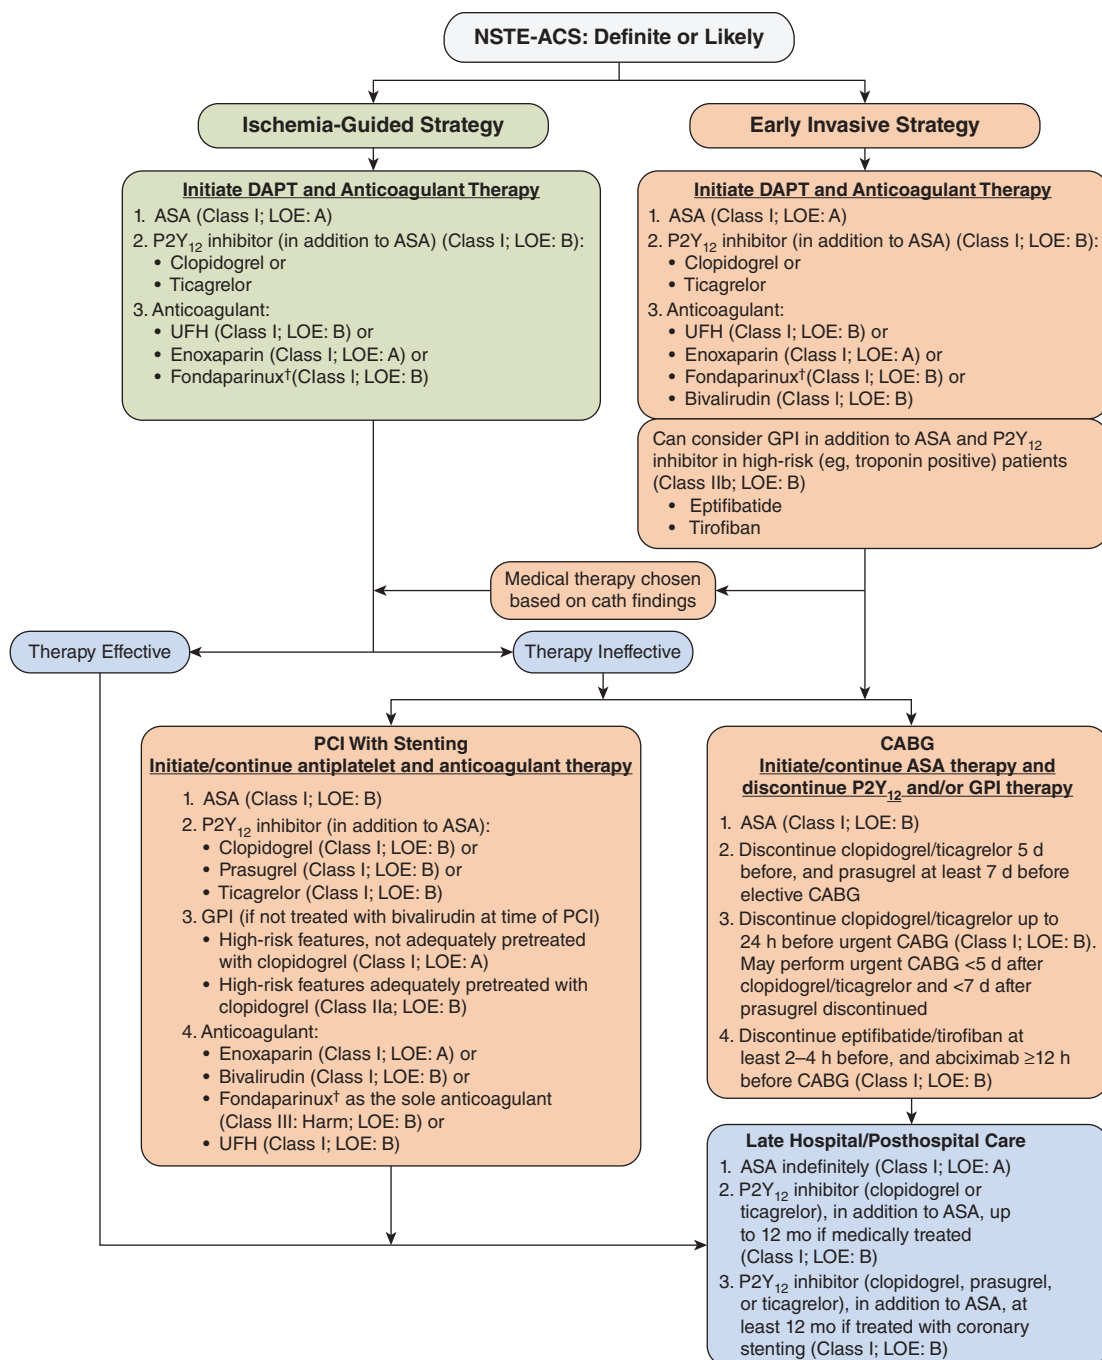 NSTE-ACS: Definite or Likely
Ischemia-Guided Strategy
Early Invasive Strategy
Initiate DAPT and Anticoagulant Therapy
1. ASA (Class I; LOE: A)
2. P2Y12 inhibitor (in addition to ASA) (Class I; LOE: B):
• Clopidogrel or
• Ticagrelor
3. Anticoagulant:
• UFH (Class I; LOE: B) or
• Enoxaparin (Class I; LOE: A) or
• Fondaparinux†(Class I; LOE: B)
Initiate DAPT and Anticoagulant Therapy
1. ASA (Class I; LOE: A)
2. P2Y12 inhibitor (in addition to ASA) (Class I; LOE: B):
• Clopidogrel or
• Ticagrelor
3. Anticoagulant:
• UFH (Class I; LOE: B) or
• Enoxaparin (Class I; LOE: A) or
• Fondaparinux†(Class I; LOE: B) or
• Bivalirudin (Class I; LOE: B)
Can consider GPI in addition to ASA and P2Y12
inhibitor in high-risk (eg, troponin positive) patients
(Class IIb; LOE: B)
• Eptifibatide
• Tirofiban
Medical therapy chosen
based on cath findings
Therapy Effective
Therapy Ineffective
PCI With Stenting
Initiate/continue antiplatelet and anticoagulant therapy
1. ASA (Class I; LOE: B)
2. P2Y12 inhibitor (in addition to ASA):
• Clopidogrel (Class I; LOE: B) or
• Prasugrel (Class I; LOE: B) or
• Ticagrelor (Class I; LOE: B)
3. GPI (if not treated with bivalirudin at time of PCI)
• High-risk features, not adequately pretreated
with clopidogrel (Class I; LOE: A)
• High-risk features adequately pretreated with
clopidogrel (Class IIa; LOE: B)
4. Anticoagulant:
• Enoxaparin (Class I; LOE: A) or
• Bivalirudin (Class I; LOE: B) or
• Fondaparinux† as the sole anticoagulant
(Class III: Harm; LOE: B) or
• UFH (Class I; LOE: B)
CABG
Initiate/continue ASA therapy and
discontinue P2Y12 and/or GPI therapy
1. ASA (Class I; LOE: B)
2. Discontinue clopidogrel/ticagrelor 5 d
before, and prasugrel at least 7 d before
elective CABG
3. Discontinue clopidogrel/ticagrelor up to
24 h before urgent CABG (Class I; LOE: B).
May perform urgent CABG <5 d after
clopidogrel/ticagrelor and <7 d after
prasugrel discontinued
4. Discontinue eptifibatide/tirofiban at
least 2–4 h before, and abciximab ≥12 h
before CABG (Class I; LOE: B)
Late Hospital/Posthospital Care
1. ASA indefinitely (Class I; LOE: A)
2. P2Y12 inhibitor (clopidogrel or
ticagrelor), in addition to ASA, up
to 12 mo if medically treated
(Class I; LOE: B)
3. P2Y12 inhibitor (clopidogrel, prasugrel,
or ticagrelor), in addition to ASA, at
least 12 mo if treated with coronary
stenting (Class I; LOE: B)